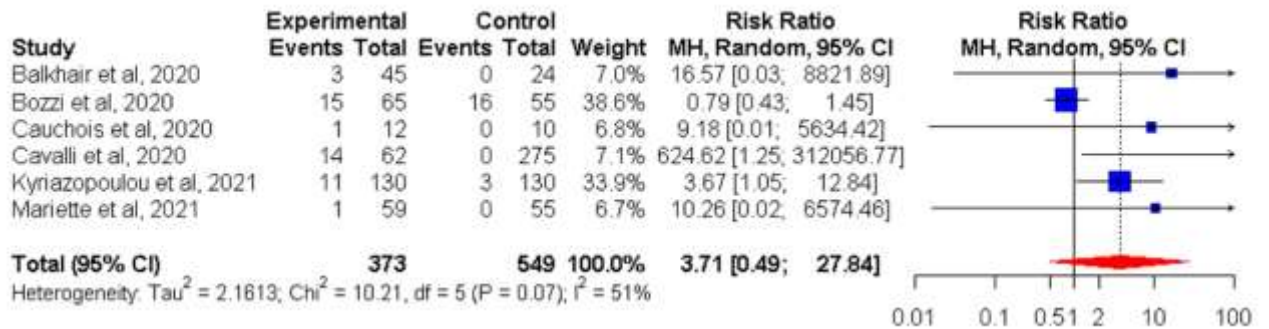 Experimental Control Risk Ratio Risk Ratio
Study Events Total Events Total Weight MH, Random, 95% CI MH, Random, 95% CI
Balkhair et al, 2020 3 45 0 24 7.0% 16.57 [0.03; 8821.89]
Bozzi et al, 2020 15 65 16 55 38.6% 0.79 [0.43; 1.45]
Cauchois et al, 2020 1 12 0 10 6.8% 9.18 [0.01; 5634.42]
Cavalli et al, 2020 14 62 0 275 7.1% 624.62 [1.25; 312056.77]
Kyriazopoulou et al, 2021 11 130 3 130 33.9% 3.67 [1.05; 12.84]
Mariette et al, 2021 1 59 0 55 6.7% 10.26 [0.02; 6574.46]
Total (95% CI) 373 549 100.0% 3.71 [0.49; 27.84]
Heterogeneity: Tau² = 2.1613; Chi² = 10.21, df = 5 (P = 0.07); I² = 51%
0.01 0.1 0.5 1 2 10 100